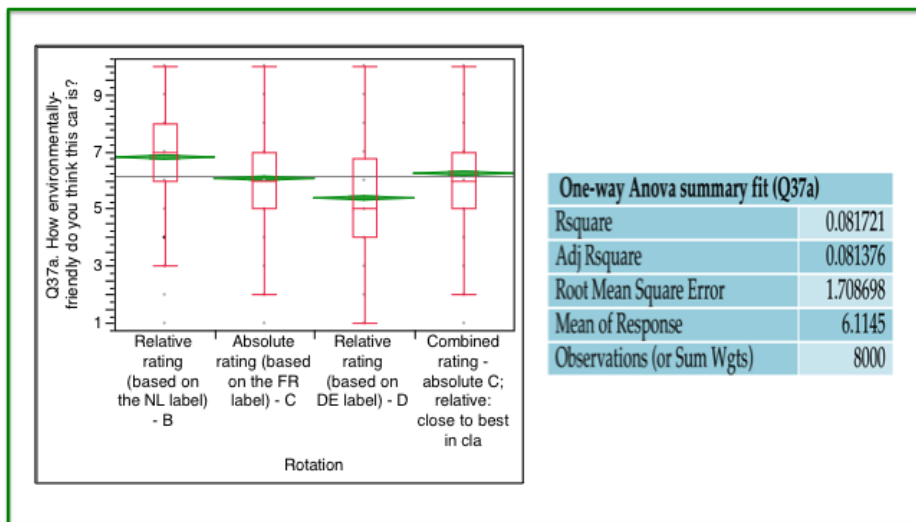 Q37a. How environmentally-
friendly do you think this car is?
9
7
5
3
1
Relative
rating
(based on
the NL label)
- B
Absolute
rating (based
on the FR
label) - C
Relative
rating
(based on
DE label) - D
Combined
rating -
absolute C;
relative:
close to best
in cla
Rotation
One-way Anova summary fit (Q37a)
Rsquare 0.081721
Adj Rsquare 0.081376
Root Mean Square Error 1.708698
Mean of Response 6.1145
Observations (or Sum Wgts) 8000